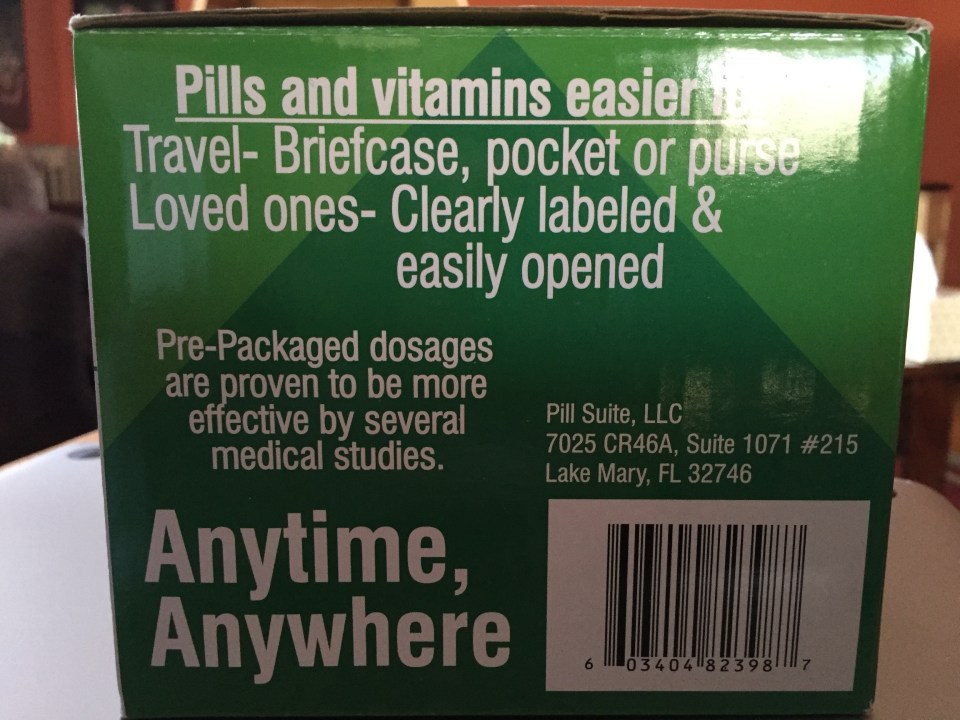 Pills and vitamins easier
Travel- Briefcase, pocket or purse
Loved ones- Clearly labeled &
easily opened
Pre-Packaged dosages
are proven to be more
effective by several
medical studies.
Pill Suite, LLC
7025 CR46A, Suite 1071 #215
Lake Mary, FL 32746
Anytime,
Anywhere
6 03404 82398 7